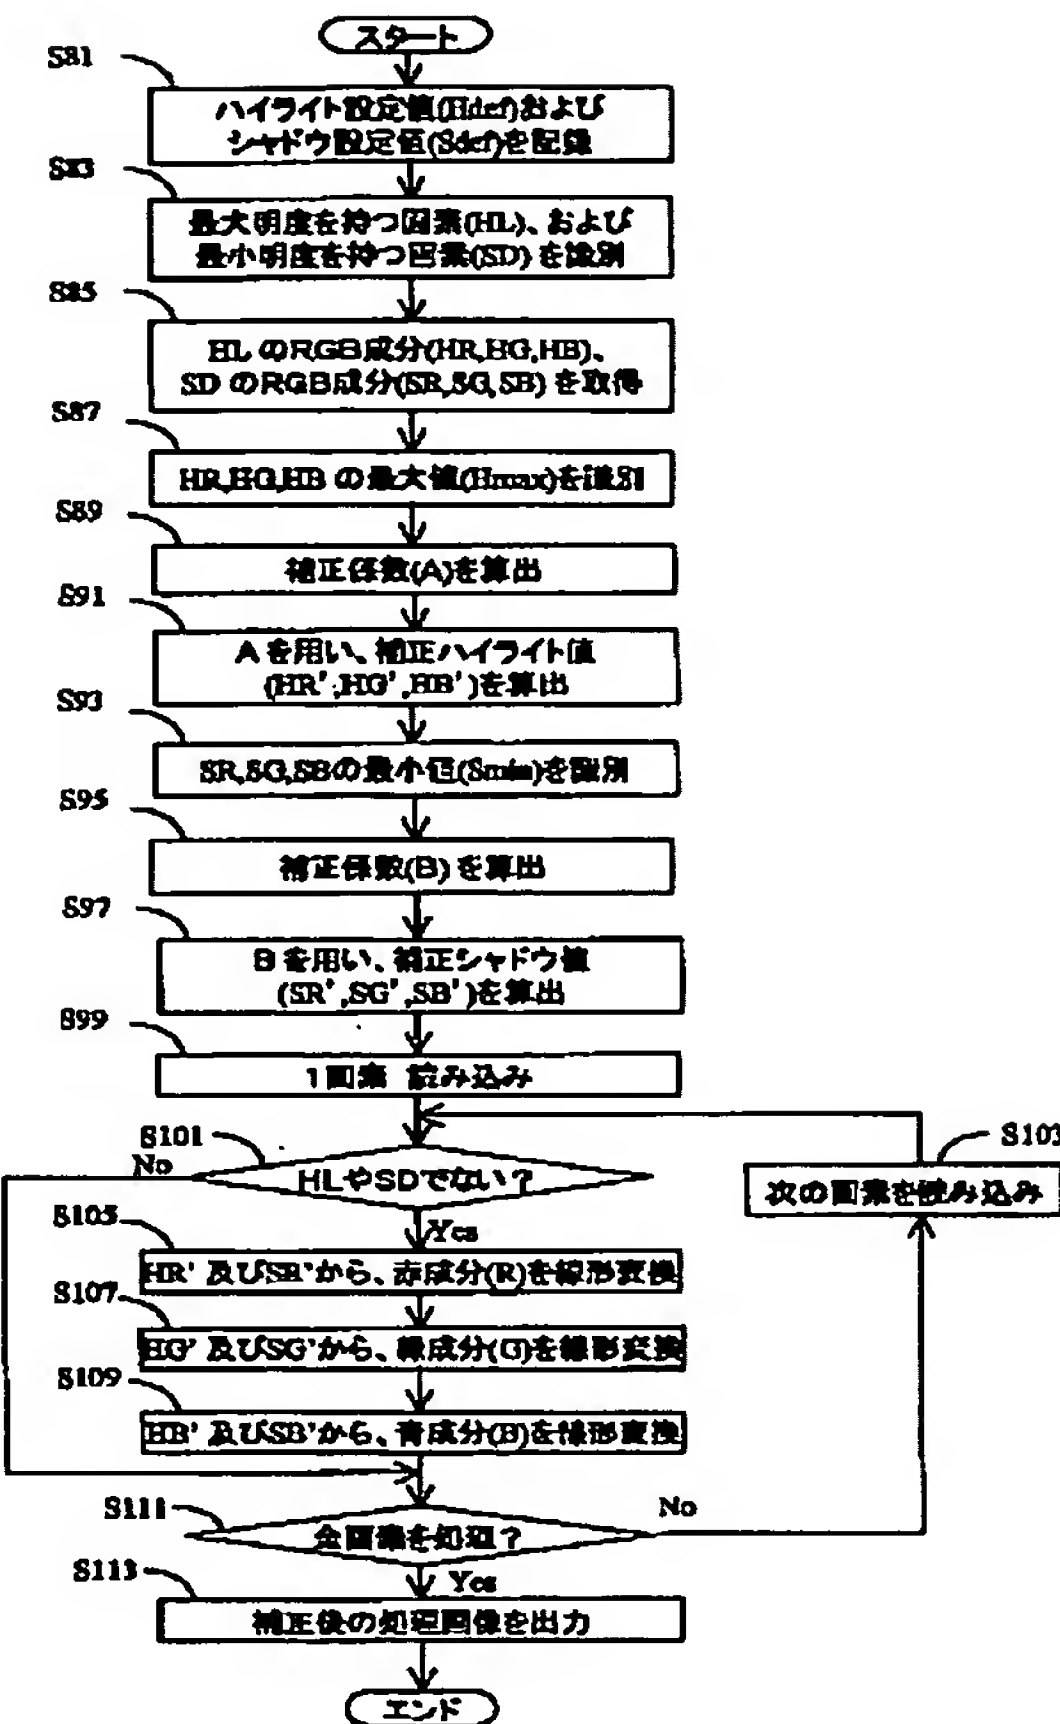 スタート
S81
ハイライト設定値(Hdef)および
シャドウ設定値(Sdef)を記録
S83
最大明度を持つ画素(HL)、および
最小明度を持つ画素(SD)を識別
S85
HLのRGB成分(HR,HG,HB)、
SDのRGB成分(SR,SG,SB)を取得
S87
HR,HG,HBの最大値(Hmax)を識別
S89
補正係数(A)を算出
S91
Aを用い、補正ハイライト値
(HR',HG',HB')を算出
S93
SR,SG,SBの最小値(Smin)を識別
S95
補正係数(B)を算出
S97
Bを用い、補正シャドウ値
(SR',SG',SB')を算出
S99
1画素 読み込み
S101
No
HLやSDでない?
S103
次の画素を読み込み
Yes
S105
HR'及びSR'から、赤成分(R)を線形変換
S107
HG'及びSG'から、緑成分(G)を線形変換
S109
HB'及びSB'から、青成分(B)を線形変換
S111
全画素を処理?
No
Yes
S113
補正後の処理画像を出力
エンド